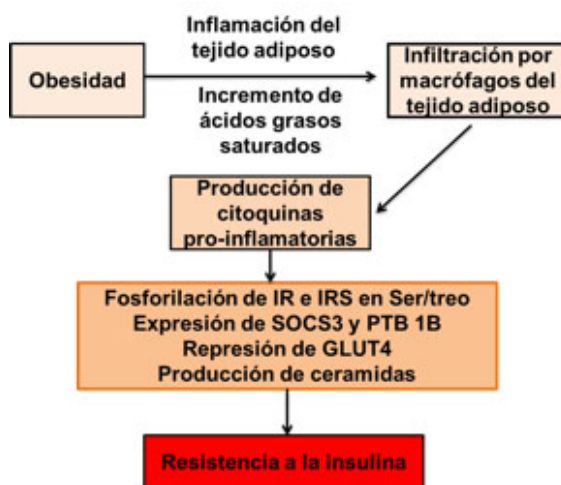 Obesidad
Inflamación del
tejido adiposo
Incremento de
ácidos grasos
saturados
Infiltración por
macrófagos del
tejido adiposo
Producción de
citoquinas
pro-inflamatorias
Fosforilación de IR e IRS en Ser/treo
Expresión de SOCS3 y PTB 1B
Represión de GLUT4
Producción de ceramidas
Resistencia a la insulina